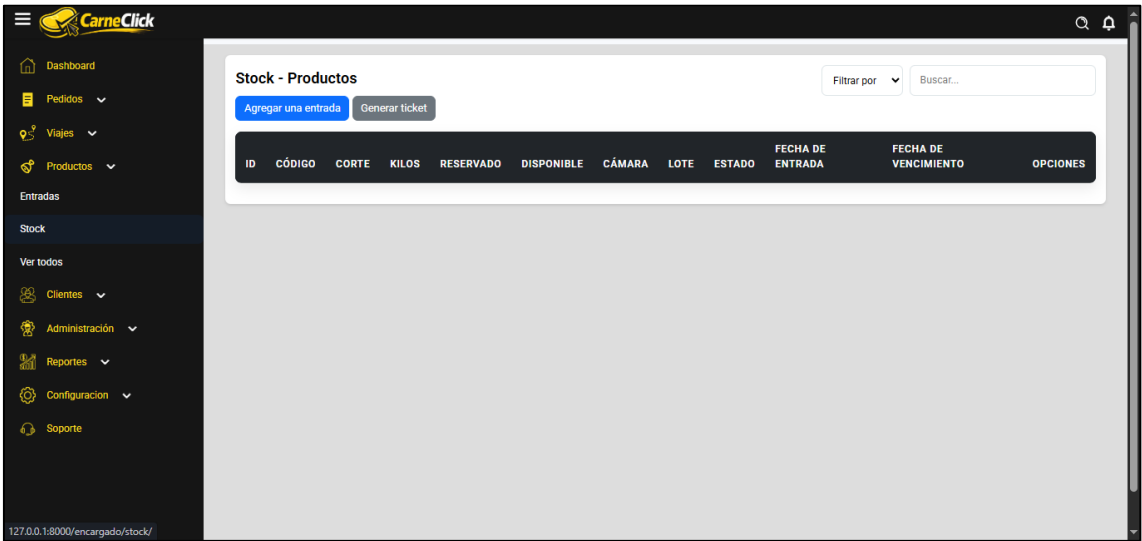 CarneClick
Dashboard
Pedidos
Viajes
Productos
Entradas
Stock
Ver todos
Clientes
Administración
Reportes
Configuracion
Soporte
127.0.0.1:8000/encargado/stock/
Stock - Productos
Filtrar por
Buscar...
Agregar una entrada
Generar ticket
ID CÓDIGO CORTE KILOS RESERVADO DISPONIBLE CÁMARA LOTE ESTADO FECHA DE ENTRADA FECHA DE VENCIMIENTO OPCIONES